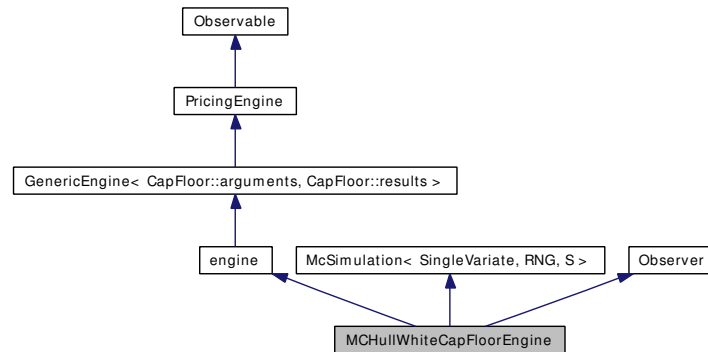 Observable
PricingEngine
GenericEngine< CapFloor::arguments, CapFloor::results >
engine
McSimulation< SingleVariate, RNG, S >
Observer
MCHullWhiteCapFloorEngine